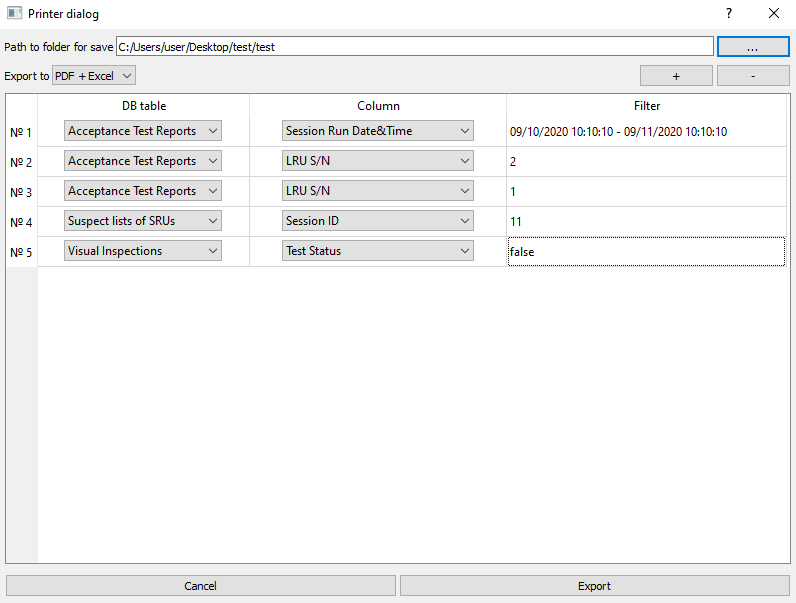 Printer dialog ?
Path to folder for save C:/Users/user/Desktop/test/test ...
Export to PDF + Excel + -
DB table Column Filter
№ 1 Acceptance Test Reports Session Run Date&Time 09/10/2020 10:10:10 - 09/11/2020 10:10:10
№ 2 Acceptance Test Reports LRU S/N 2
№ 3 Acceptance Test Reports LRU S/N 1
№ 4 Suspect lists of SRUs Session ID 11
№ 5 Visual Inspections Test Status false
Cancel Export